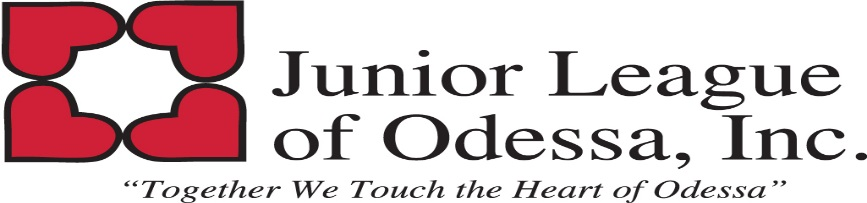 Junior League
of Odessa, Inc.
“Together We Touch the Heart of Odessa”